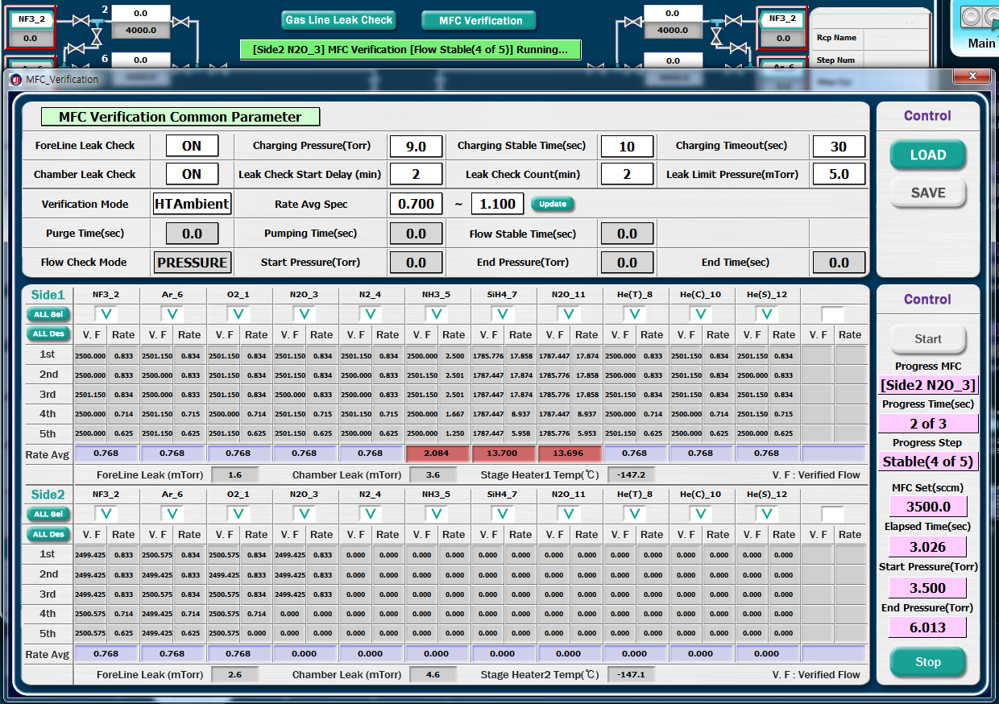 NF3_2 2 0.0 Gas Line Leak Check MFC Verification 0.0 NF3_2
0.0 4000.0 4000.0 0.0 Rcp Name
[Side2 N2O_3] MFC Verification [Flow Stable(4 of 5)] Running... Main
6 0.0 0.0 Step Num
Ar_6 Ar_6
MFC_Verification
MFC Verification Common Parameter
ForeLine Leak Check ON Charging Pressure(Torr) 9.0 Charging Stable Time(sec) 10 Charging Timeout(sec) 30
Chamber Leak Check ON Leak Check Start Delay (min) 2 Leak Check Count(min) 2 Leak Limit Pressure(mTorr) 5.0
Verification Mode HTAmbient Rate Avg Spec 0.700 ~ 1.100 Update
Purge Time(sec) 0.0 Pumping Time(sec) 0.0 Flow Stable Time(sec) 0.0
Flow Check Mode PRESSURE Start Pressure(Torr) 0.0 End Pressure(Torr) 0.0 End Time(sec) 0.0
Control
LOAD
SAVE
Side1 NF3_2 Ar_6 O2_1 N2O_3 N2_4 NH3_5 SiH4_7 N2O_11 He(T)_8 He(C)_10 He(S)_12
ALL Sel V V V V V V V V V V V
ALL Des V. F Rate V. F Rate V. F Rate V. F Rate V. F Rate V. F Rate V. F Rate V. F Rate V. F Rate V. F Rate V. F Rate V. F Rate
1st 2500.000 0.833 2501.150 0.834 2501.150 0.834 2501.150 0.834 2501.150 0.834 2500.000 2.500 1785.776 17.858 1787.447 17.874 2500.000 0.833 2501.150 0.834 2501.150 0.834
2nd 2500.000 0.833 2500.000 0.833 2501.150 0.834 2501.150 0.834 2500.000 0.833 2501.150 2.501 1787.447 17.874 1785.776 17.858 2500.000 0.833 2501.150 0.834 2500.000 0.833
3rd 2501.150 0.834 2500.000 0.833 2501.150 0.834 2500.000 0.833 2500.000 0.833 2501.150 2.501 1787.447 17.874 1785.776 17.858 2501.150 0.834 2501.150 0.834 2500.000 0.833
4th 2500.000 0.714 2501.150 0.715 2500.000 0.714 2501.150 0.715 2501.150 0.715 2500.000 1.667 1787.447 8.937 1787.447 8.937 2500.000 0.714 2500.000 0.714 2501.150 0.715
5th 2500.000 0.625 2501.150 0.625 2501.150 0.625 2501.150 0.625 2500.000 0.625 2500.000 1.250 1787.447 5.958 1785.776 5.953 2501.150 0.625 2500.000 0.625 2500.000 0.625
Rate Avg 0.768 0.768 0.768 0.768 0.768 2.084 13.700 13.696 0.768 0.768 0.768
ForeLine Leak (mTorr) 1.6 Chamber Leak (mTorr) 3.6 Stage Heater1 Temp(℃) -147.2 V. F : Verified Flow
Side2 NF3_2 Ar_6 O2_1 N2O_3 N2_4 NH3_5 SiH4_7 N2O_11 He(T)_8 He(C)_10 He(S)_12
ALL Sel V V V V V V V V V V V
ALL Des V. F Rate V. F Rate V. F Rate V. F Rate V. F Rate V. F Rate V. F Rate V. F Rate V. F Rate V. F Rate V. F Rate V. F Rate
1st 2499.425 0.833 2500.575 0.834 2500.575 0.834 2499.425 0.833 0.000 0.000 0.000 0.000 0.000 0.000 0.000 0.000 0.000 0.000 0.000 0.000 0.000 0.000
2nd 2499.425 0.833 2499.425 0.833 2499.425 0.833 2499.425 0.833 0.000 0.000 0.000 0.000 0.000 0.000 0.000 0.000 0.000 0.000 0.000 0.000 0.000 0.000
3rd 2499.425 0.833 2500.575 0.834 2500.575 0.834 2499.425 0.833 0.000 0.000 0.000 0.000 0.000 0.000 0.000 0.000 0.000 0.000 0.000 0.000 0.000 0.000
4th 2500.575 0.714 2499.425 0.714 2500.575 0.714 0.000 0.000 0.000 0.000 0.000 0.000 0.000 0.000 0.000 0.000 0.000 0.000 0.000 0.000 0.000 0.000
5th 2500.575 0.625 2499.425 0.625 2500.575 0.000 0.000 0.000 0.000 0.000 0.000 0.000 0.000 0.000 0.000 0.000 0.000 0.000 0.000 0.000 0.000 0.000
Rate Avg 0.768 0.768 0.768 0.000 0.000 0.000 0.000 0.000 0.000 0.000 0.000
ForeLine Leak (mTorr) 2.6 Chamber Leak (mTorr) 4.6 Stage Heater2 Temp(℃) -147.1 V. F : Verified Flow
Control
Start
Progress MFC
[Side2 N2O_3]
Progress Time(sec)
2 of 3
Progress Step
Stable(4 of 5)
MFC Set(sccm)
3500.0
Elapsed Time(sec)
3.026
Start Pressure(Torr)
3.500
End Pressure(Torr)
6.013
Stop